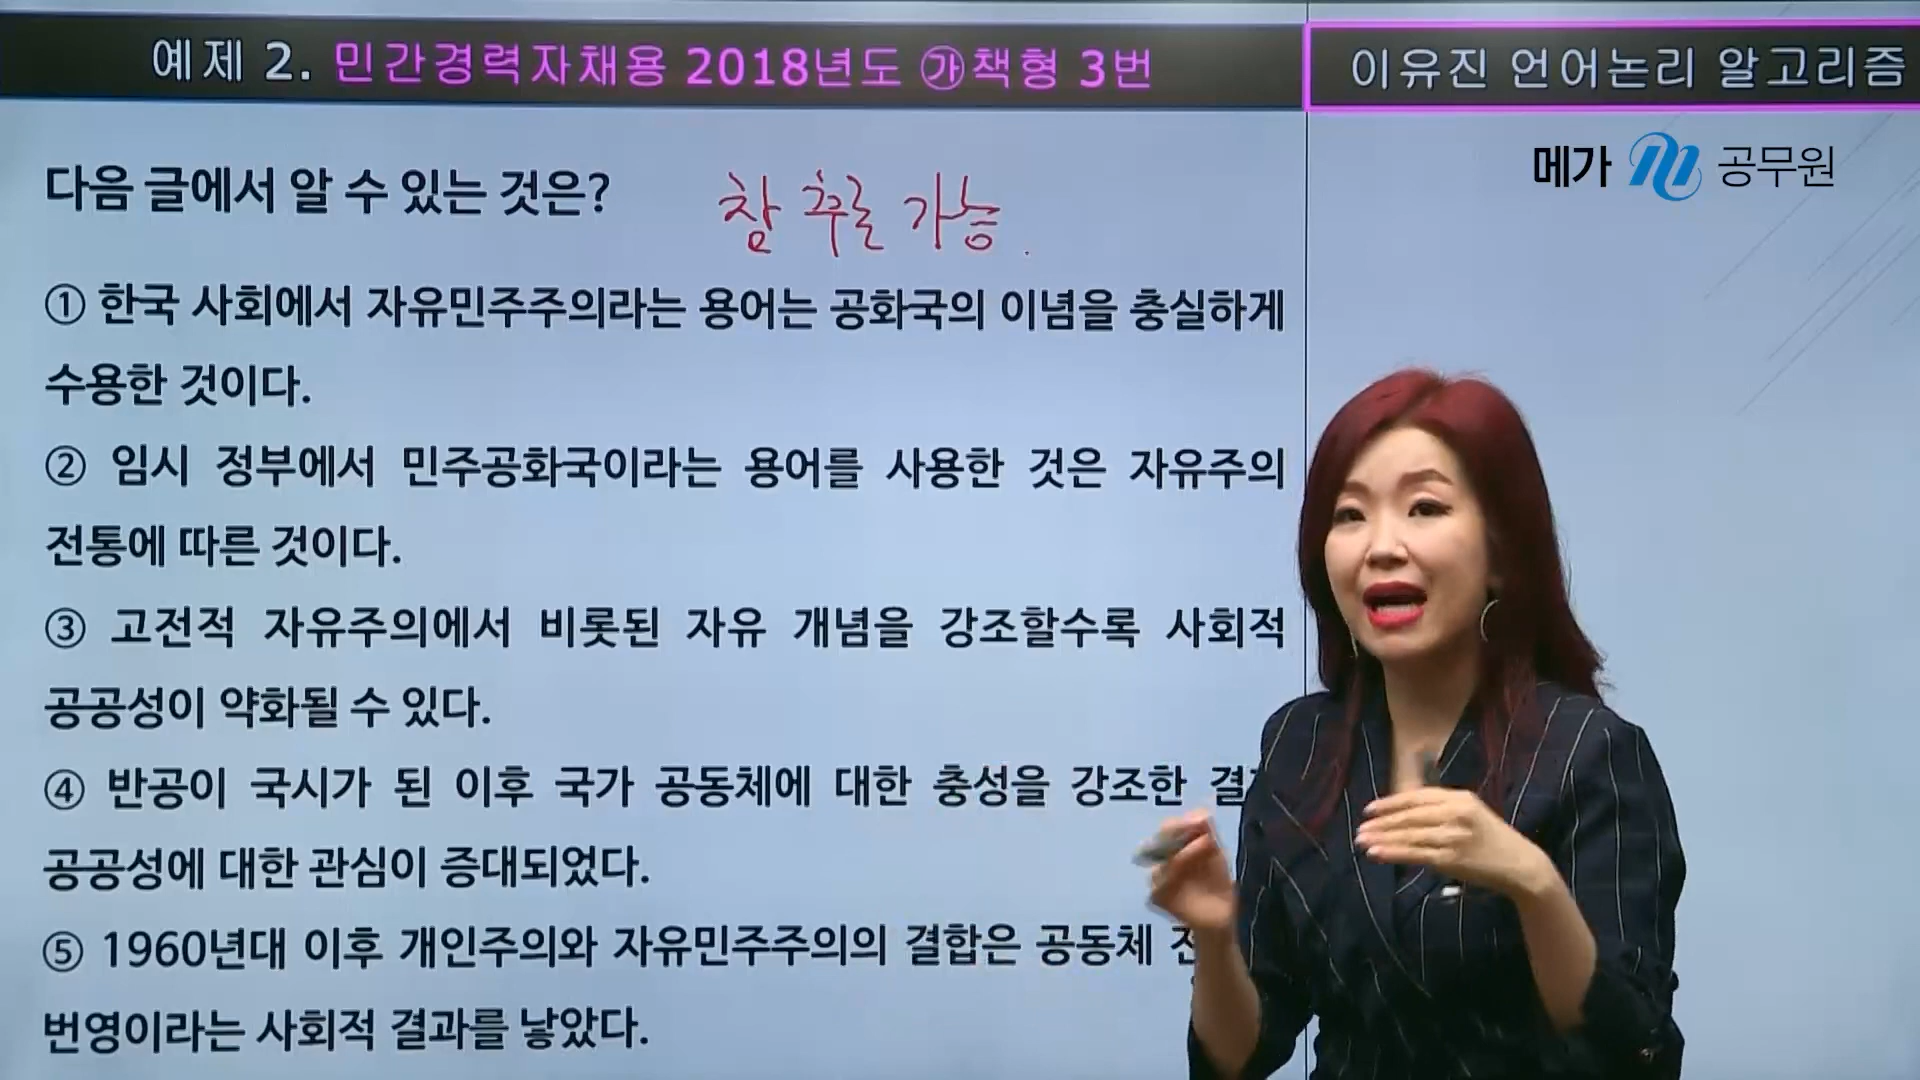 예제 2. 민간경력자채용 2018년도 ㉮책형 3번
이유진 언어논리 알고리즘
메가 공무원
다음 글에서 알 수 있는 것은?
참 추론 가능.
① 한국 사회에서 자유민주주의라는 용어는 공화국의 이념을 충실하게
수용한 것이다.
② 임시 정부에서 민주공화국이라는 용어를 사용한 것은 자유주의
전통에 따른 것이다.
③ 고전적 자유주의에서 비롯된 자유 개념을 강조할수록 사회적
공공성이 약화될 수 있다.
④ 반공이 국시가 된 이후 국가 공동체에 대한 충성을 강조한
공공성에 대한 관심이 증대되었다.
⑤ 1960년대 이후 개인주의와 자유민주주의의 결합은 공동체
번영이라는 사회적 결과를 낳았다.